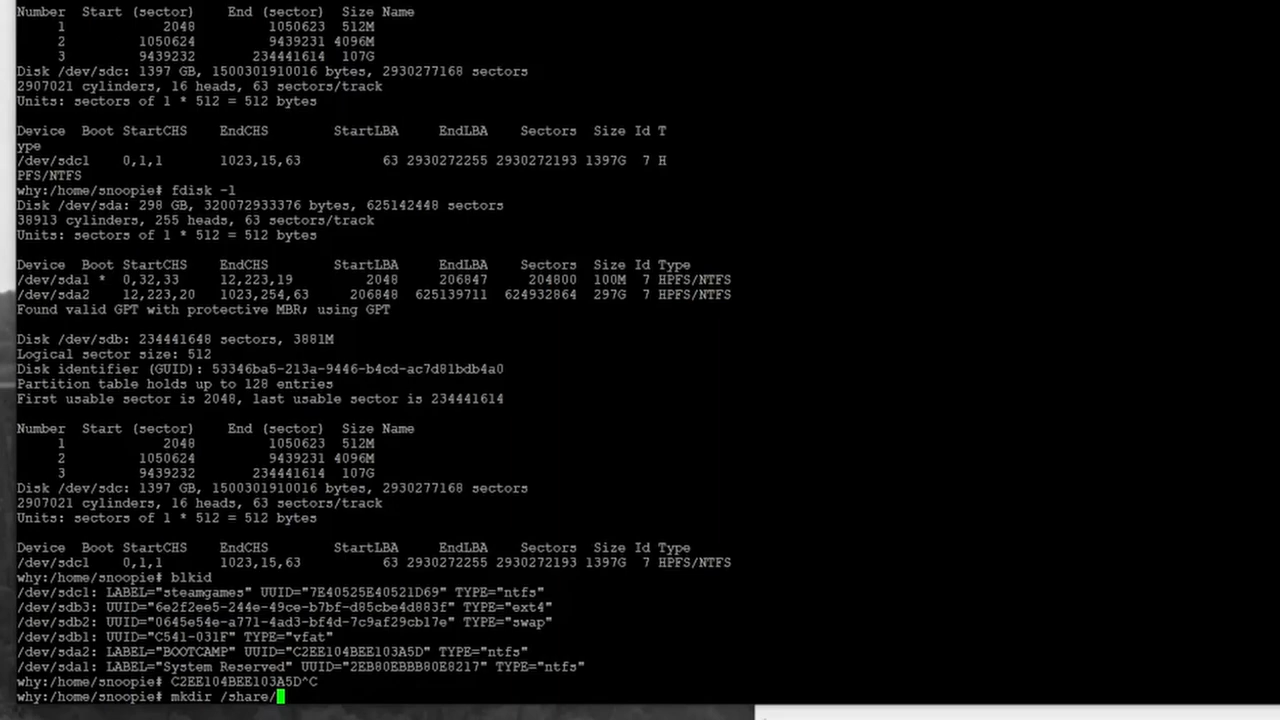 Number  Start (sector)    End (sector)  Size Name
     1            2048         1050623  512M
     2         1050624         9439231 4096M
     3         9439232       234441614  107G
Disk /dev/sdc: 1397 GB, 1500301910016 bytes, 2930277168 sectors
2907021 cylinders, 16 heads, 63 sectors/track
Units: sectors of 1 * 512 = 512 bytes
Device  Boot StartCHS    EndCHS        StartLBA     EndLBA    Sectors  Size Id T
ype
/dev/sdc1    0,1,1       1023,15,63          63 2930272255 2930272193 1397G  7 H
PFS/NTFS
why:/home/snoopie# fdisk -l
Disk /dev/sda: 298 GB, 320072933376 bytes, 625142448 sectors
38913 cylinders, 255 heads, 63 sectors/track
Units: sectors of 1 * 512 = 512 bytes
Device  Boot StartCHS    EndCHS        StartLBA     EndLBA    Sectors  Size Id Type
/dev/sda1 *  0,32,33     12,223,19         2048     206847     204800  100M  7 HPFS/NTFS
/dev/sda2    12,223,20   1023,254,63     206848  625139711  624932864  297G  7 HPFS/NTFS
Found valid GPT with protective MBR; using GPT
Disk /dev/sdb: 234441648 sectors, 3881M
Logical sector size: 512
Disk identifier (GUID): 53346ba5-213a-9446-b4cd-ac7d81bdb4a0
Partition table holds up to 128 entries
First usable sector is 2048, last usable sector is 234441614
Number  Start (sector)    End (sector)  Size Name
     1            2048         1050623  512M
     2         1050624         9439231 4096M
     3         9439232       234441614  107G
Disk /dev/sdc: 1397 GB, 1500301910016 bytes, 2930277168 sectors
2907021 cylinders, 16 heads, 63 sectors/track
Units: sectors of 1 * 512 = 512 bytes
Device  Boot StartCHS    EndCHS        StartLBA     EndLBA    Sectors  Size Id Type
/dev/sdc1    0,1,1       1023,15,63          63 2930272255 2930272193 1397G  7 HPFS/NTFS
why:/home/snoopie# blkid
/dev/sdc1: LABEL="steamgames" UUID="7E40525E40521D69" TYPE="ntfs"
/dev/sdb3: UUID="6e2f2ee5-244e-49ce-b7bf-d85cbe4d883f" TYPE="ext4"
/dev/sdb2: UUID="0645e54e-a771-4ad3-bf4d-7c9af29cb17e" TYPE="swap"
/dev/sdb1: UUID="C541-031F" TYPE="vfat"
/dev/sda2: LABEL="BOOTCAMP" UUID="C2EE104BEE103A5D" TYPE="ntfs"
/dev/sda1: LABEL="System Reserved" UUID="2EB80EBBB80E8217" TYPE="ntfs"
why:/home/snoopie# C2EE104BEE103A5D^C
why:/home/snoopie# mkdir /share/